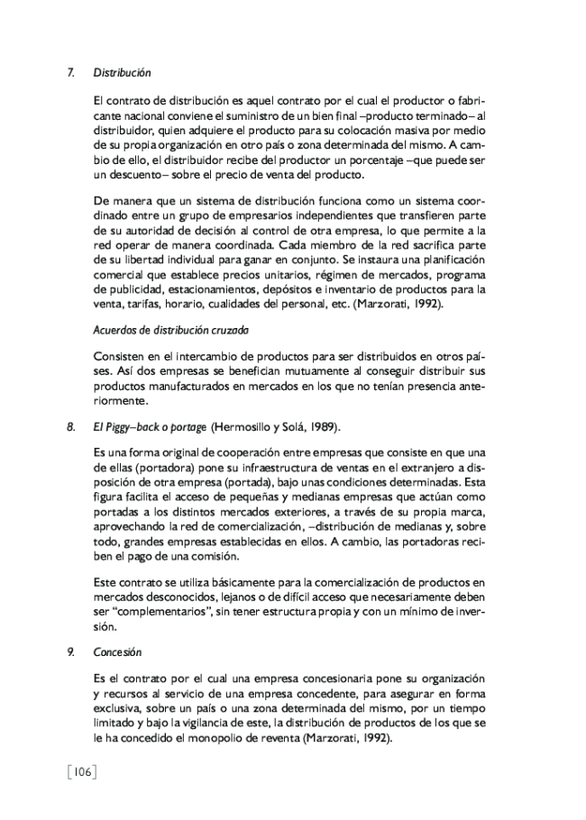 7. Distribución
El contrato de distribución es aquel contrato por el cual el productor o fabri-
cante nacional conviene el suministro de un bien final –producto terminado– al
distribuidor, quien adquiere el producto para su colocación masiva por medio
de su propia organización en otro país o zona determinada del mismo. A cam-
bio de ello, el distribuidor recibe del productor un porcentaje –que puede ser
un descuento– sobre el precio de venta del producto.
De manera que un sistema de distribución funciona como un sistema coor-
dinado entre un grupo de empresarios independientes que transfieren parte
de su autoridad de decisión al control de otra empresa, lo que permite a la
red operar de manera coordinada. Cada miembro de la red sacrifica parte
de su libertad individual para ganar en conjunto. Se instaura una planificación
comercial que establece precios unitarios, régimen de mercados, programa
de publicidad, estacionamientos, depósitos e inventario de productos para la
venta, tarifas, horario, cualidades del personal, etc. (Marzorati, 1992).
Acuerdos de distribución cruzada
Consisten en el intercambio de productos para ser distribuidos en otros paí-
ses. Así dos empresas se benefician mutuamente al conseguir distribuir sus
productos manufacturados en mercados en los que no tenían presencia ante-
riormente.
8. El Piggy–back o portage (Hermosillo y Solá, 1989).
Es una forma original de cooperación entre empresas que consiste en que una
de ellas (portadora) pone su infraestructura de ventas en el extranjero a dis-
posición de otra empresa (portada), bajo unas condiciones determinadas. Esta
figura facilita el acceso de pequeñas y medianas empresas que actúan como
portadas a los distintos mercados exteriores, a través de su propia marca,
aprovechando la red de comercialización, –distribución de medianas y, sobre
todo, grandes empresas establecidas en ellos. A cambio, las portadoras reci-
ben el pago de una comisión.
Este contrato se utiliza básicamente para la comercialización de productos en
mercados desconocidos, lejanos o de difícil acceso que necesariamente deben
ser “complementarios”, sin tener estructura propia y con un mínimo de inver-
sión.
9. Concesión
Es el contrato por el cual una empresa concesionaria pone su organización
y recursos al servicio de una empresa concedente, para asegurar en forma
exclusiva, sobre un país o una zona determinada del mismo, por un tiempo
limitado y bajo la vigilancia de este, la distribución de productos de los que se
le ha concedido el monopolio de reventa (Marzorati, 1992).
[106]